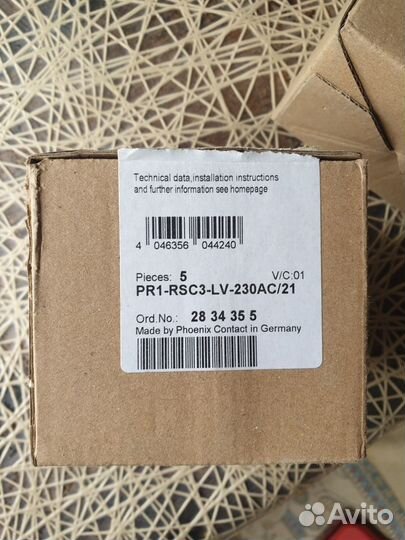 Technical data,installation instructions
and further information see homepage
4 046356 044240
Pieces: 5 V/C:01
PR1-RSC3-LV-230AC/21
Ord.No.: 28 34 35 5
Made by Phoenix Contact in Germany
Avito